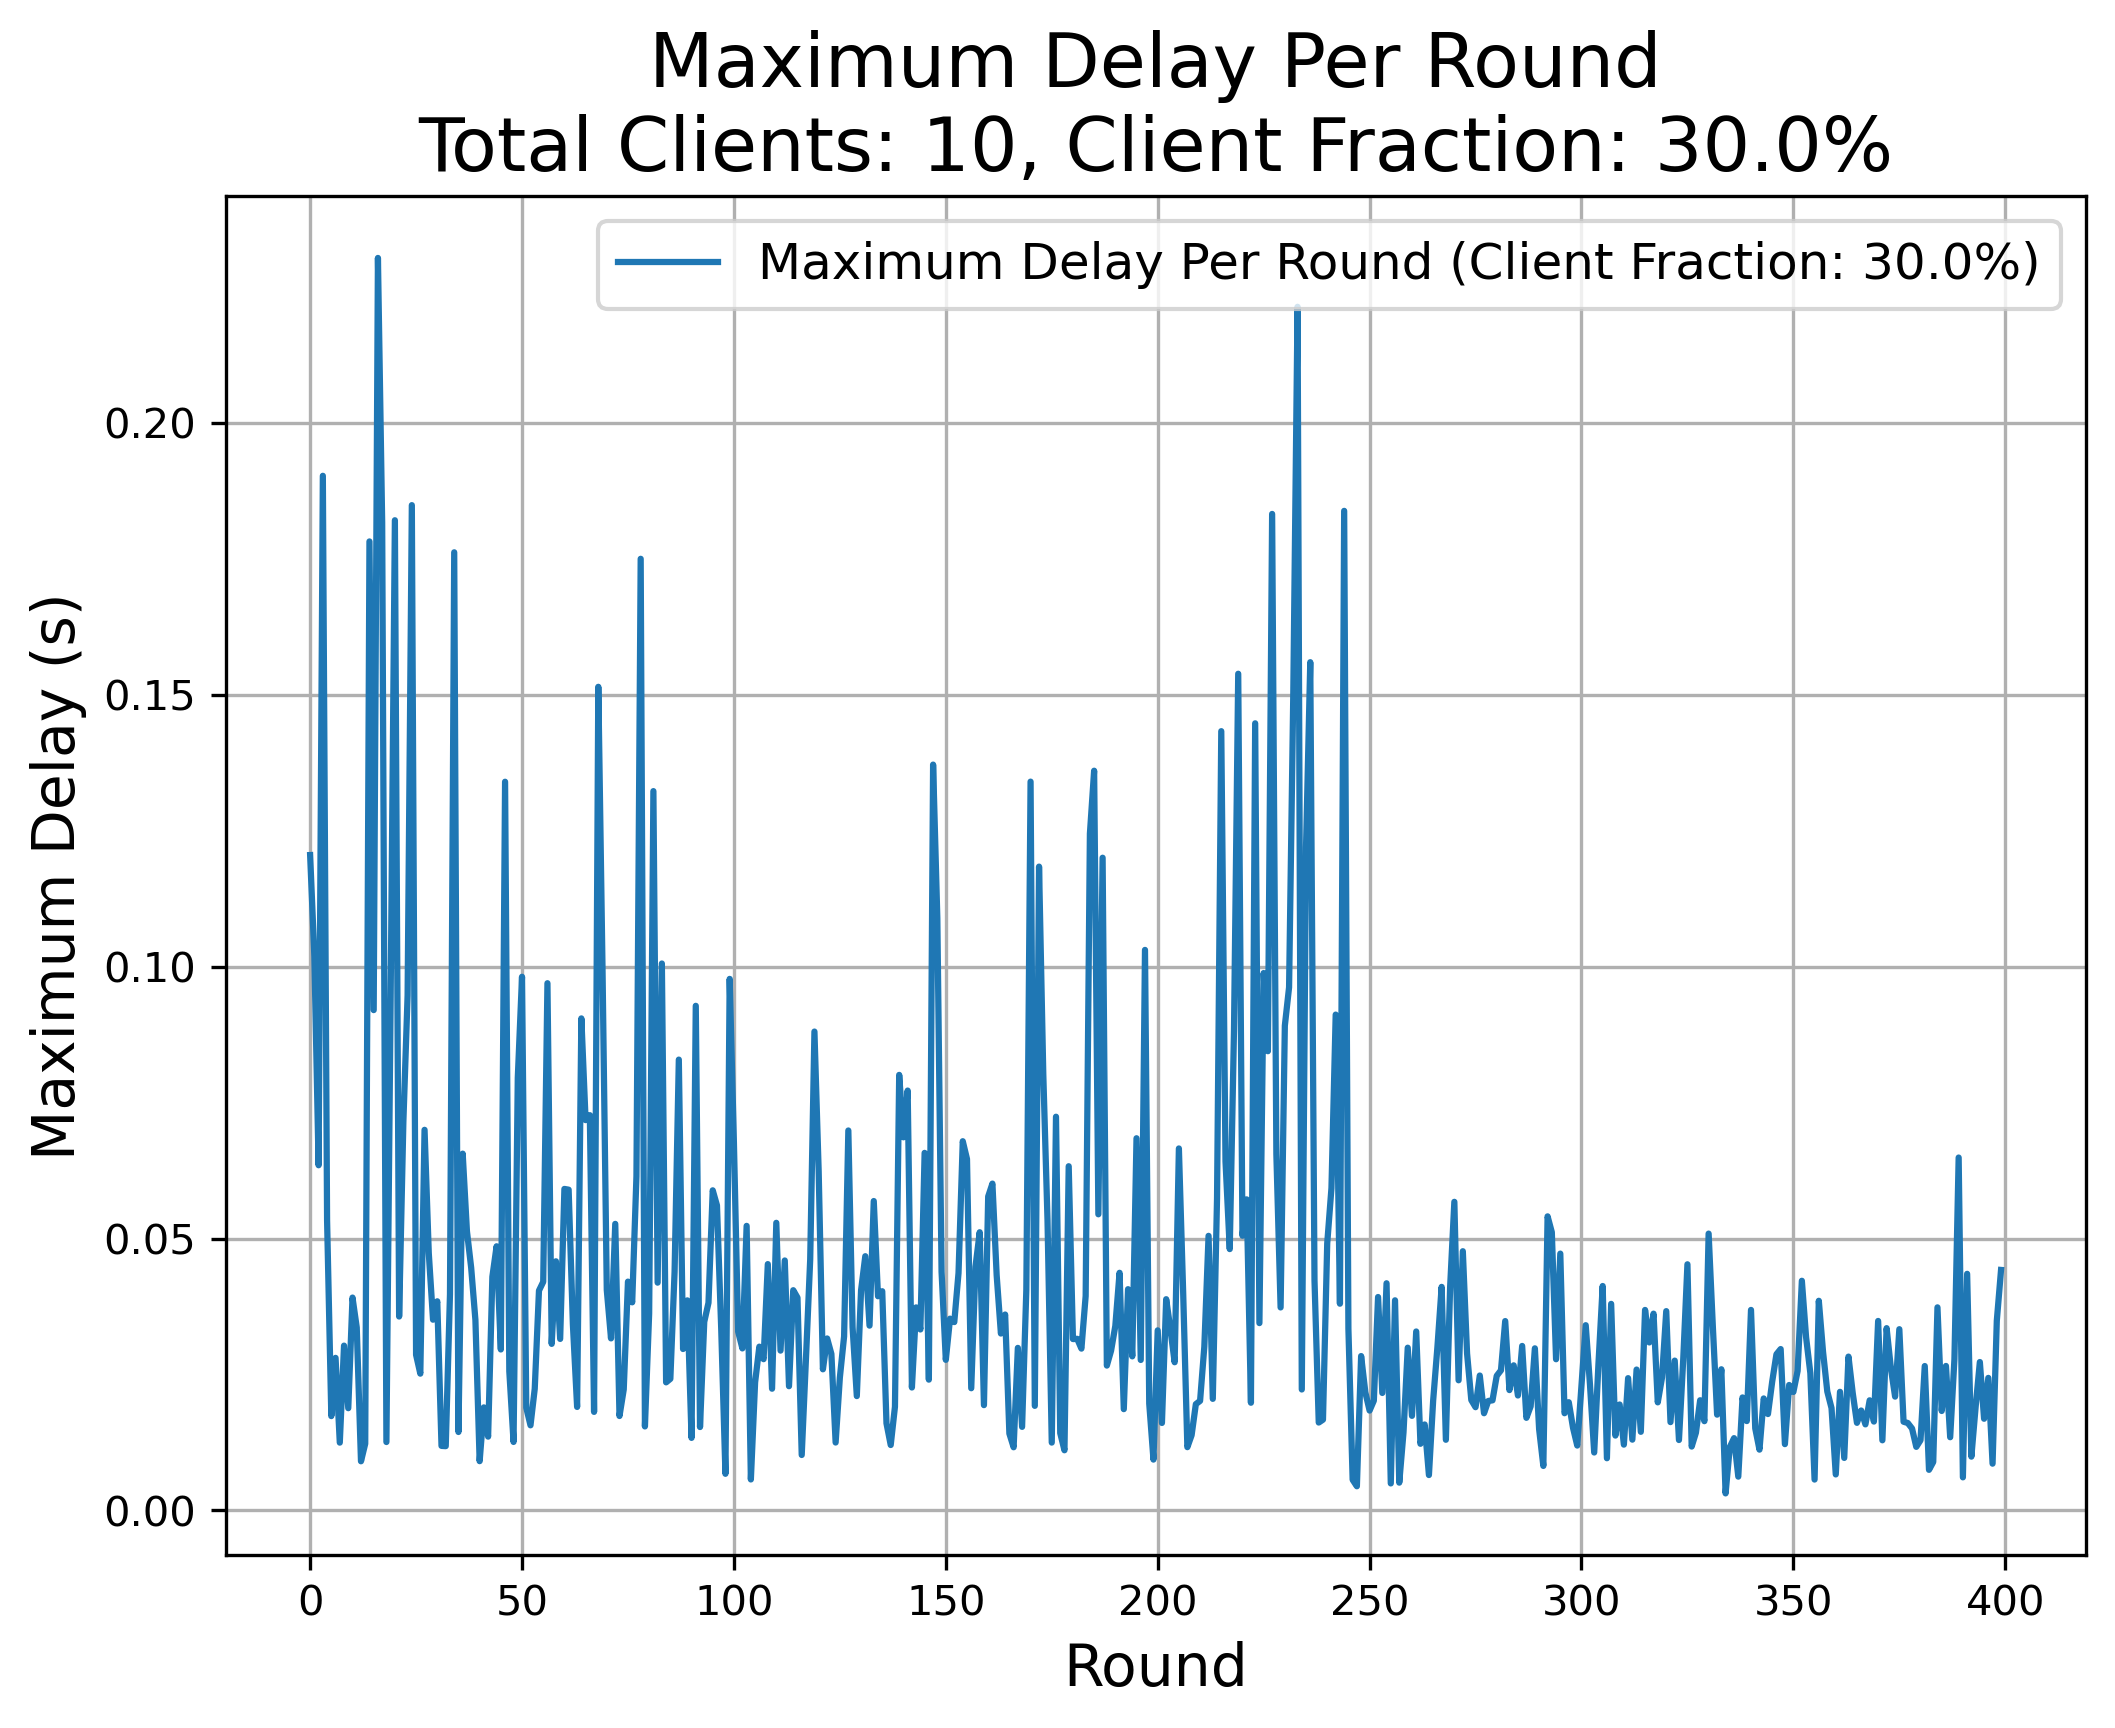 Maximum Delay Per Round
Total Clients: 10, Client Fraction: 30.0%
Maximum Delay Per Round (Client Fraction: 30.0%)
Maximum Delay (s)
0.20
0.15
0.10
0.05
0.00
0 50 100 150 200 250 300 350 400
Round